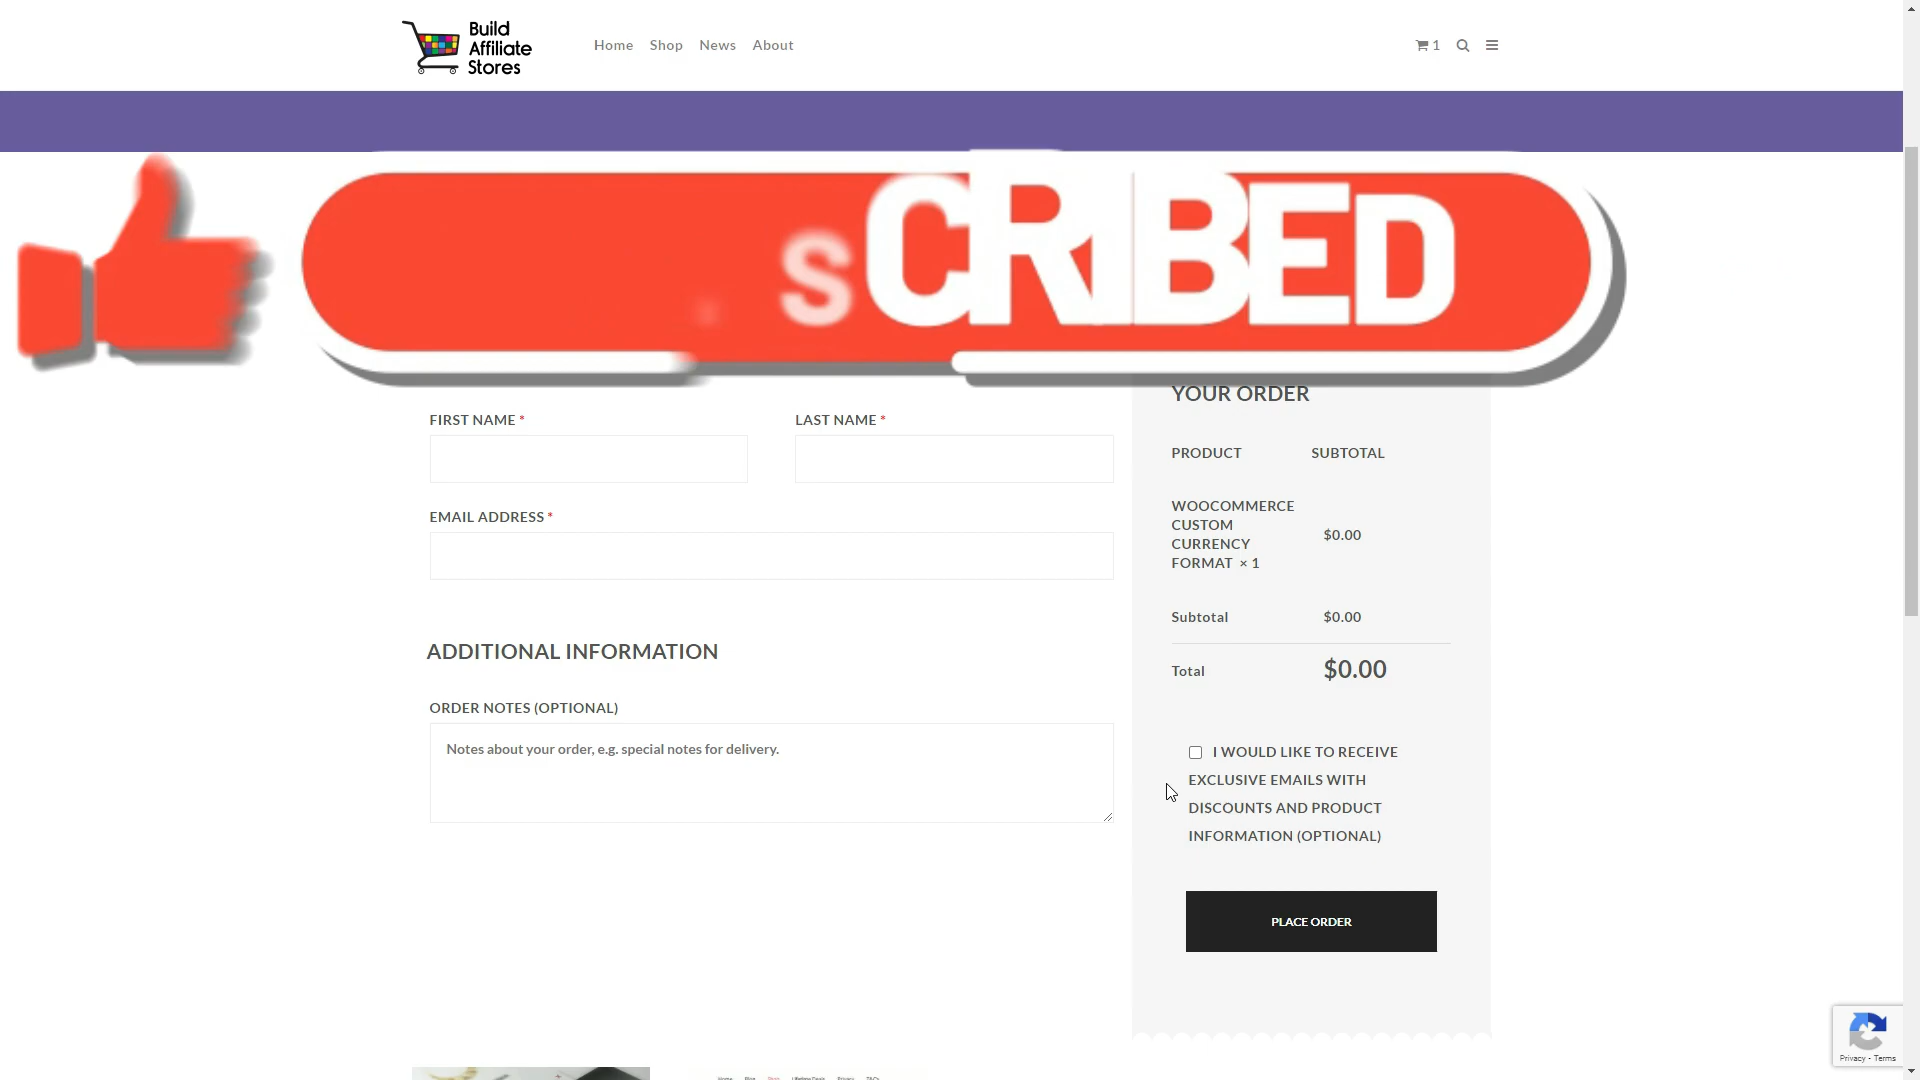 Build
Affiliate
Stores
Home Shop News About
1
SCRIBED
YOUR ORDER
FIRST NAME *
LAST NAME *
PRODUCT SUBTOTAL
WOOCOMMERCE
CUSTOM
CURRENCY
FORMAT × 1
$0.00
EMAIL ADDRESS *
Subtotal $0.00
Total $0.00
ADDITIONAL INFORMATION
ORDER NOTES (OPTIONAL)
Notes about your order, e.g. special notes for delivery.
I WOULD LIKE TO RECEIVE
EXCLUSIVE EMAILS WITH
DISCOUNTS AND PRODUCT
INFORMATION (OPTIONAL)
PLACE ORDER
Privacy - Terms